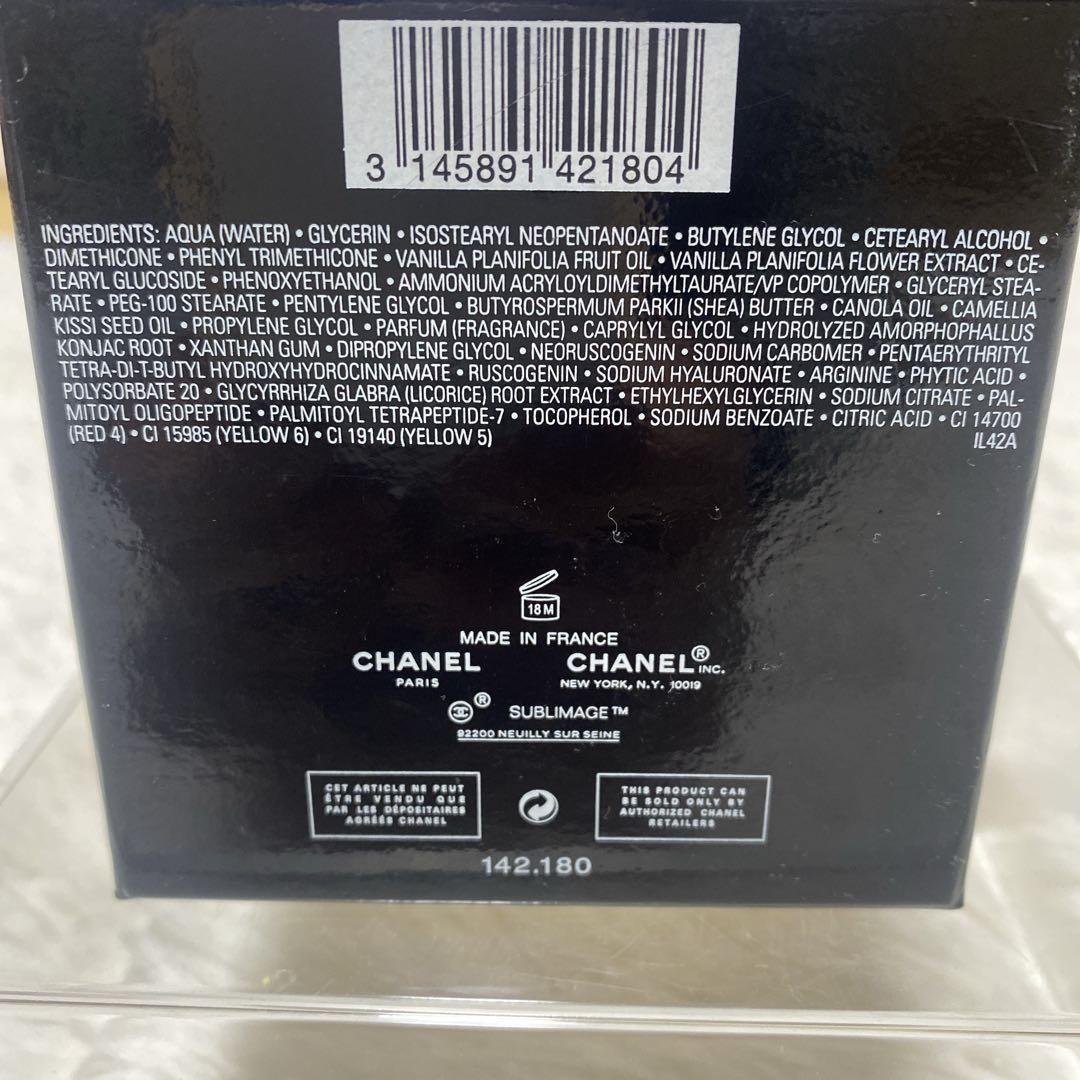 3 145891 421804
INGREDIENTS: AQUA (WATER) • GLYCERIN • ISOSTEARYL NEOPENTANOATE • BUTYLENE GLYCOL • CETEARYL ALCOHOL •
DIMETHICONE • PHENYL TRIMETHICONE • VANILLA PLANIFOLIA FRUIT OIL • VANILLA PLANIFOLIA FLOWER EXTRACT • CE-
TEARYL GLUCOSIDE • PHENOXYETHANOL • AMMONIUM ACRYLOYLDIMETHYLTAURATE/VP COPOLYMER • GLYCERYL STEA-
RATE • PEG-100 STEARATE • PENTYLENE GLYCOL • BUTYROSPERMUM PARKII (SHEA) BUTTER • CANOLA OIL • CAMELLIA
KISSI SEED OIL • PROPYLENE GLYCOL • PARFUM (FRAGRANCE) • CAPRYLYL GLYCOL • HYDROLYZED AMORPHOPHALLUS
KONJAC ROOT • XANTHAN GUM • DIPROPYLENE GLYCOL • NEORUSCOGENIN • SODIUM CARBOMER • PENTAERYTHRITYL
TETRA-DI-T-BUTYL HYDROXYHYDROCINNAMATE • RUSCOGENIN • SODIUM HYALURONATE • ARGININE • PHYTIC ACID •
POLYSORBATE 20 • GLYCYRRHIZA GLABRA (LICORICE) ROOT EXTRACT • ETHYLHEXYLGLYCERIN • SODIUM CITRATE • PAL-
MITOYL OLIGOPEPTIDE • PALMITOYL TETRAPEPTIDE-7 • TOCOPHEROL • SODIUM BENZOATE • CITRIC ACID • CI 14700
(RED 4) • CI 15985 (YELLOW 6) • CI 19140 (YELLOW 5) IL42A
18 M
MADE IN FRANCE
CHANEL CHANEL® INC.
PARIS NEW YORK, N.Y. 10019
® SUBLIMAGE™
92200 NEUILLY SUR SEINE
CET ARTICLE NE PEUT
ÊTRE VENDU QUE
PAR LES DÉPOSITAIRES
AGRÉÉS CHANEL
THIS PRODUCT CAN
BE SOLD ONLY BY
AUTHORIZED CHANEL
RETAILERS
142.180